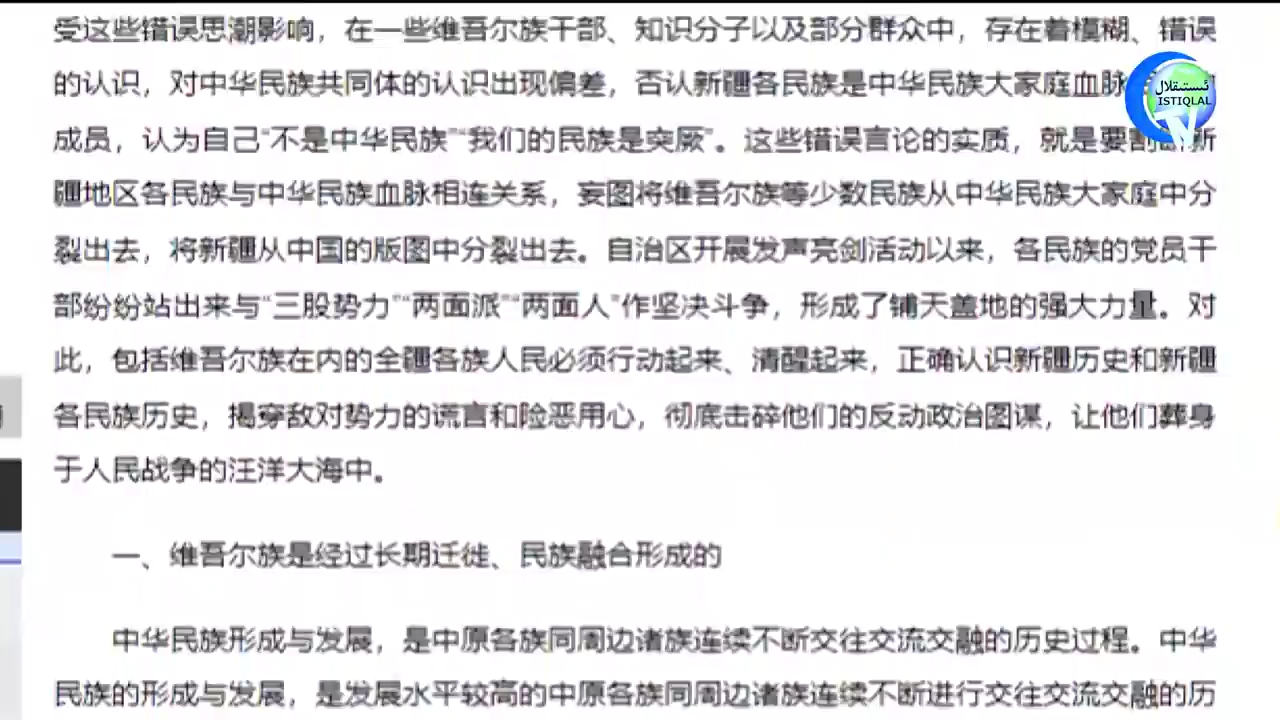 受这些错误思潮影响，在一些维吾尔族干部、知识分子以及部分群众中，存在着模糊、错误
的认识，对中华民族共同体的认识出现偏差，否认新疆各民族是中华民族大家庭血脉
成员，认为自己“不是中华民族”“我们的民族是突厥”。这些错误言论的实质，就是要割 新
疆地区各民族与中华民族血脉相连关系，妄图将维吾尔族等少数民族从中华民族大家庭中分
裂出去，将新疆从中国的版图中分裂出去。自治区开展发声亮剑活动以来，各民族的党员干
部纷纷站出来与“三股势力”“两面派”“两面人”作坚决斗争，形成了铺天盖地的强大力量。对
此，包括维吾尔族在内的全疆各族人民必须行动起来、清醒起来，正确认识新疆历史和新疆
各民族历史，揭穿敌对势力的谎言和险恶用心，彻底击碎他们的反动政治图谋，让他们葬身
于人民战争的汪洋大海中。
一、维吾尔族是经过长期迁徙、民族融合形成的
中华民族形成与发展，是中原各族同周边诸族连续不断交往交流交融的历史过程。中华
民族的形成与发展，是发展水平较高的中原各族同周边诸族连续不断进行交往交流交融的历
ئىستىقلال
ISTIQLAL
TV